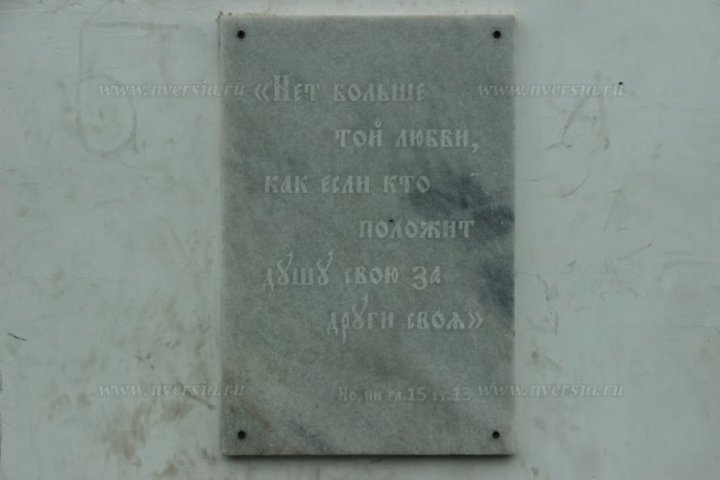 «Нет больше
той любви,
как если кто
положит
душу свою за
други своя»
Иоанн гл.15 ст.13
www.nversia.ru
www.nversia.ru
www.nversia.ru
www.nversia.ru